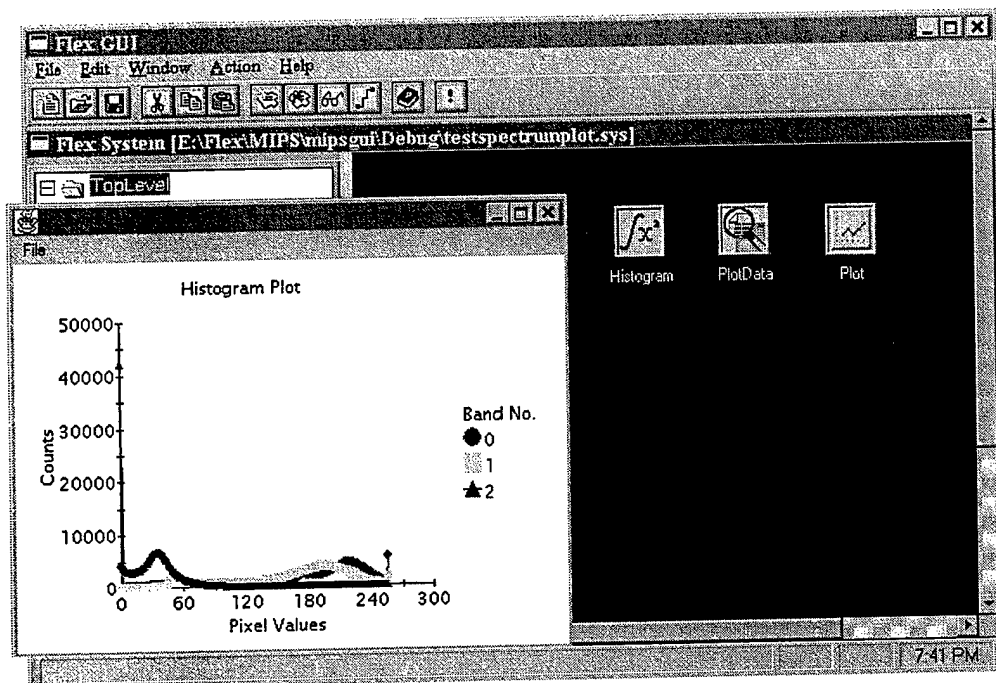 Flex GUI
File Edit Window Action Help
Flex System [E:\Flex\MIPS\mipsgui\Debug\testspectrumplot.sys]
TopLevel
File
Histogram PlotData Plot
Histogram Plot
50000
40000
30000
20000
10000
0
Counts
0 60 120 180 240 300
Pixel Values
Band No.
0
1
2
7:41 PM